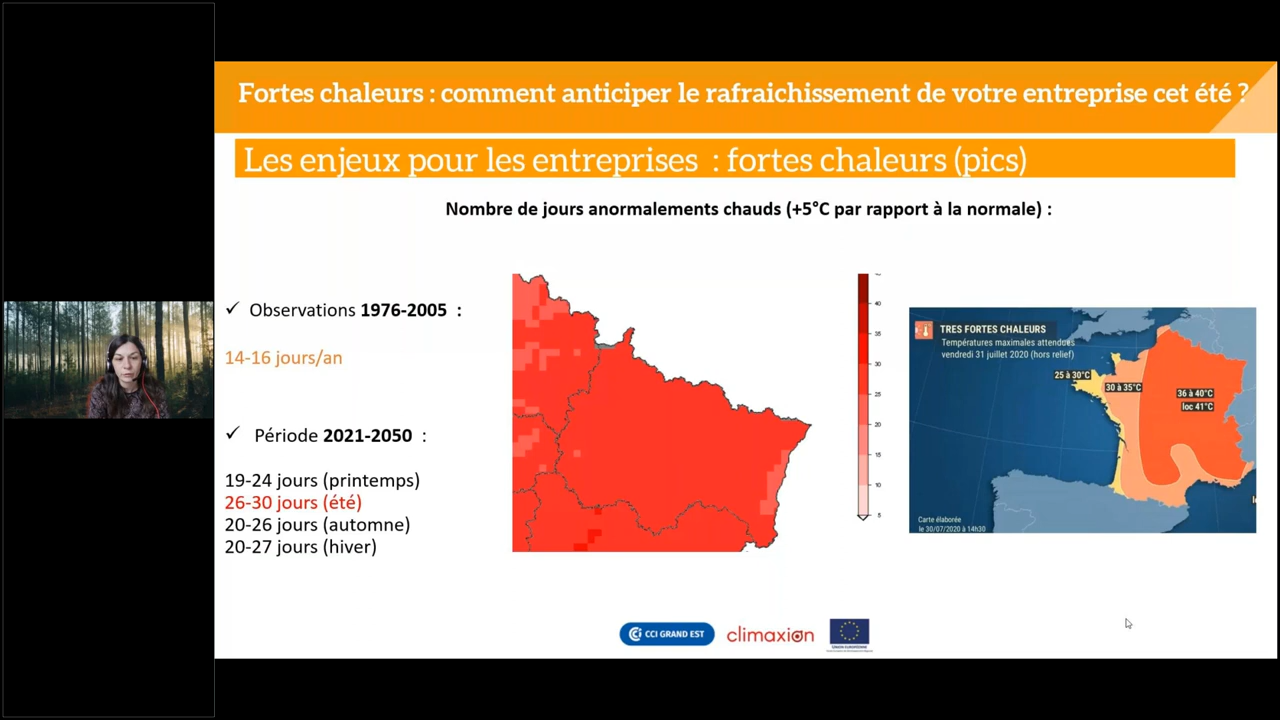 Fortes chaleurs : comment anticiper le rafraichissement de votre entreprise cet été ?
Les enjeux pour les entreprises : fortes chaleurs (pics)
Nombre de jours anormalements chauds (+5°C par rapport à la normale) :
✓ Observations 1976-2005 :
14-16 jours/an
✓ Période 2021-2050 :
19-24 jours (printemps)
26-30 jours (été)
20-26 jours (automne)
20-27 jours (hiver)
40
35
30
25
20
15
10
5
TRES FORTES CHALEURS
Températures maximales attendues
vendredi 31 juillet 2020 (hors relief)
25 à 30°C
30 à 35°C
36 à 40°C
loc 41°C
Carte élaborée
le 30/07/2020 à 14h30
CCI GRAND EST
climaxion
UNION EUROPÉENNE